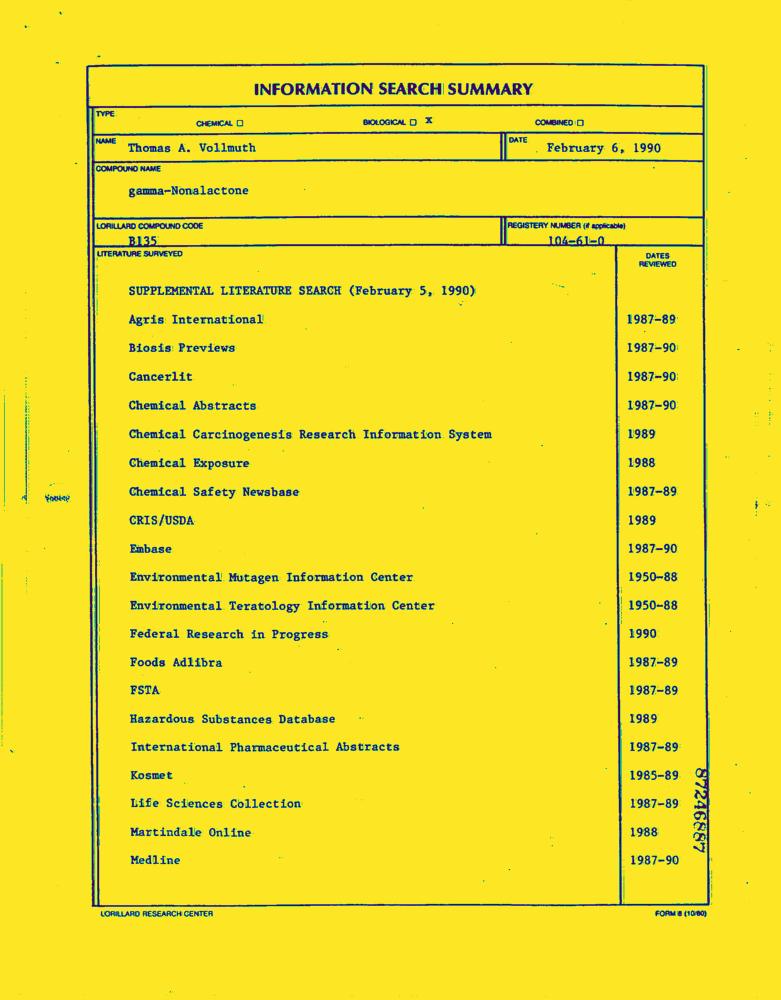 INFORMATION SEARCH SUMMARY
TYPE
CHEMICAL ☐ BIOLOGICAL ☐ X COMBINED ☐
NAME Thomas A. Vollmuth DATE February 6, 1990
COMPOUND NAME
gamma-Nonalactone
LORILLARD COMPOUND CODE REGISTERY NUMBER (if applicable)
B135 104-61-0
LITERATURE SURVEYED DATES
REVIEWED
SUPPLEMENTAL LITERATURE SEARCH (February 5, 1990)
Agris International 1987-89
Biosis Previews 1987-90
Cancerlit 1987-90
Chemical Abstracts 1987-90
Chemical Carcinogenesis Research Information System 1989
Chemical Exposure 1988
Chemical Safety Newsbase 1987-89
CRIS/USDA 1989
Embase 1987-90
Environmental Mutagen Information Center 1950-88
Environmental Teratology Information Center 1950-88
Federal Research in Progress 1990
Foods Adlibra 1987-89
FSTA 1987-89
Hazardous Substances Database 1989
International Pharmaceutical Abstracts 1987-89
Kosmet 1985-89
Life Sciences Collection 1987-89
Martindale Online 1988
Medline 1987-90
87246887
LORILLARD RESEARCH CENTER FORM 8 (10/80)